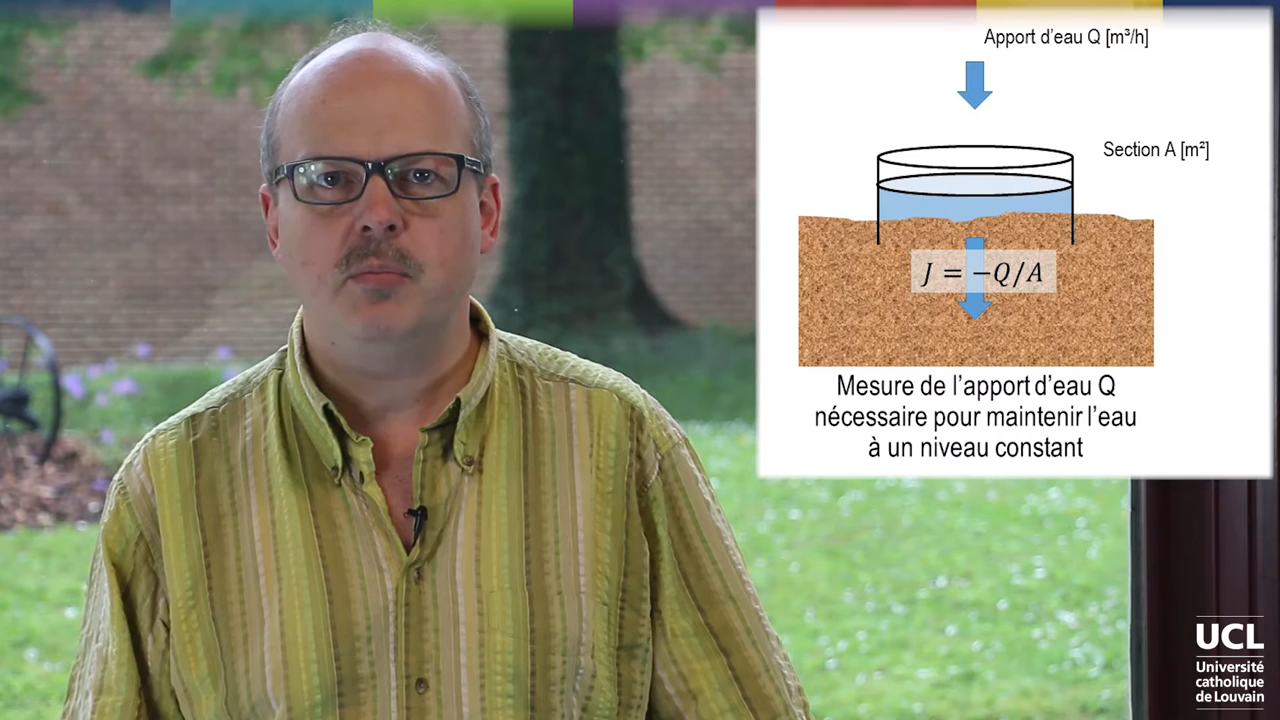 Apport d’eau Q [m³/h]
Section A [m²]
J = −Q/A
Mesure de l’apport d’eau Q
nécessaire pour maintenir l’eau
à un niveau constant
UCL
Université
catholique
de Louvain